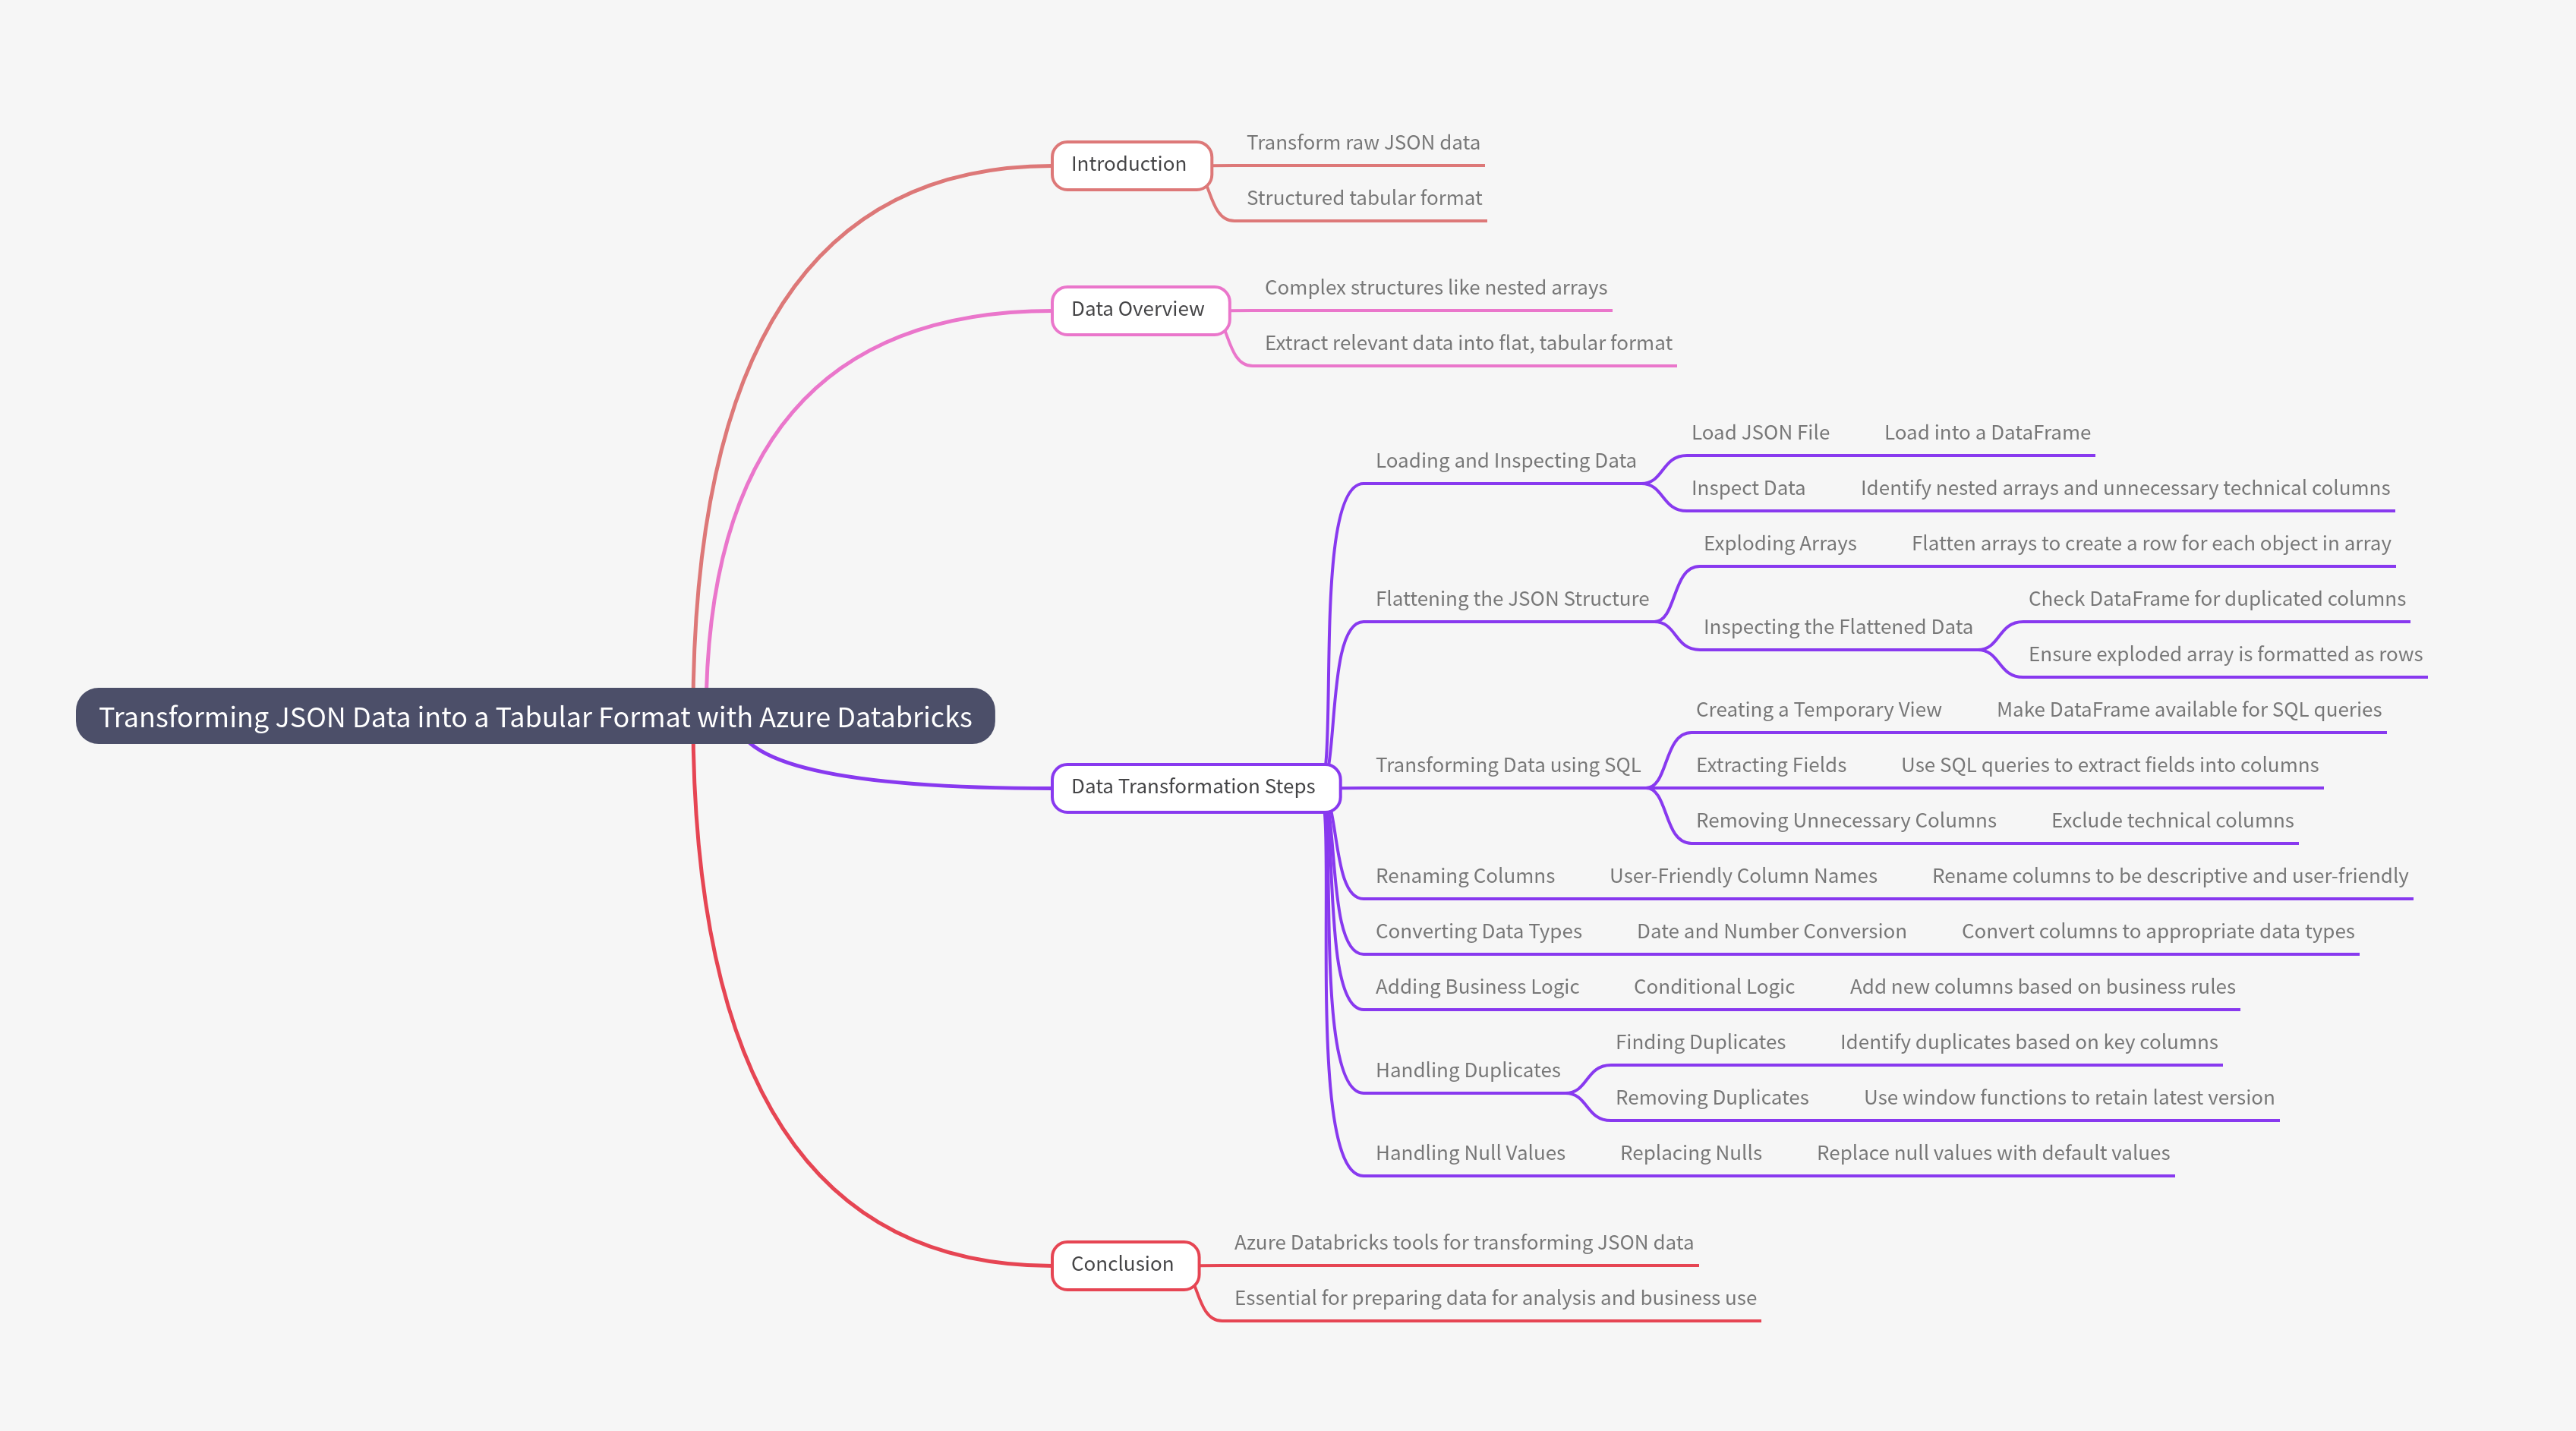 Transforming JSON Data into a Tabular Format with Azure Databricks
Introduction
Transform raw JSON data
Structured tabular format
Data Overview
Complex structures like nested arrays
Extract relevant data into flat, tabular format
Data Transformation Steps
Loading and Inspecting Data
Load JSON File
Load into a DataFrame
Inspect Data
Identify nested arrays and unnecessary technical columns
Flattening the JSON Structure
Exploding Arrays
Flatten arrays to create a row for each object in array
Inspecting the Flattened Data
Check DataFrame for duplicated columns
Ensure exploded array is formatted as rows
Transforming Data using SQL
Creating a Temporary View
Make DataFrame available for SQL queries
Extracting Fields
Use SQL queries to extract fields into columns
Removing Unnecessary Columns
Exclude technical columns
Renaming Columns
User-Friendly Column Names
Rename columns to be descriptive and user-friendly
Converting Data Types
Date and Number Conversion
Convert columns to appropriate data types
Adding Business Logic
Conditional Logic
Add new columns based on business rules
Handling Duplicates
Finding Duplicates
Identify duplicates based on key columns
Removing Duplicates
Use window functions to retain latest version
Handling Null Values
Replacing Nulls
Replace null values with default values
Conclusion
Azure Databricks tools for transforming JSON data
Essential for preparing data for analysis and business use